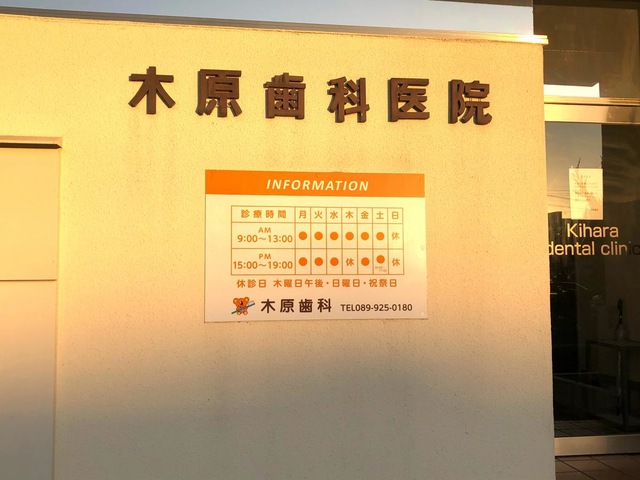 木原歯科医院
INFORMATION
診療時間 月 火 水 木 金 土 日
AM
9:00～13:00 ● ● ● ● ● ● 休
PM
15:00～19:00 ● ● ● 休 ● ● 休
休診日 木曜日午後・日曜日・祝祭日
木原歯科 TEL089-925-0180
Kihara
dental clinic